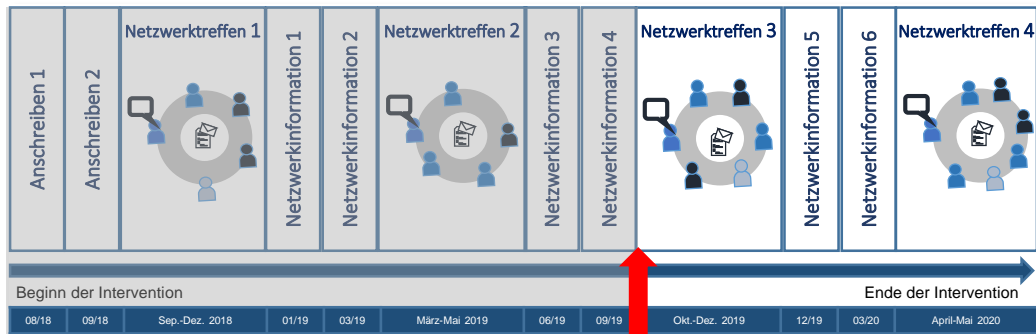 Anschreiben 1
Anschreiben 2
Netzwerktreffen 1
Netzwerkinformation 1
Netzwerkinformation 2
Netzwerktreffen 2
Netzwerkinformation 3
Netzwerkinformation 4
Netzwerktreffen 3
Netzwerkinformation 5
Netzwerkinformation 6
Netzwerktreffen 4
Beginn der Intervention
Ende der Intervention
08/18
09/18
Sep.-Dez. 2018
01/19
03/19
März-Mai 2019
06/19
09/19
Okt.-Dez. 2019
12/19
03/20
April-Mai 2020